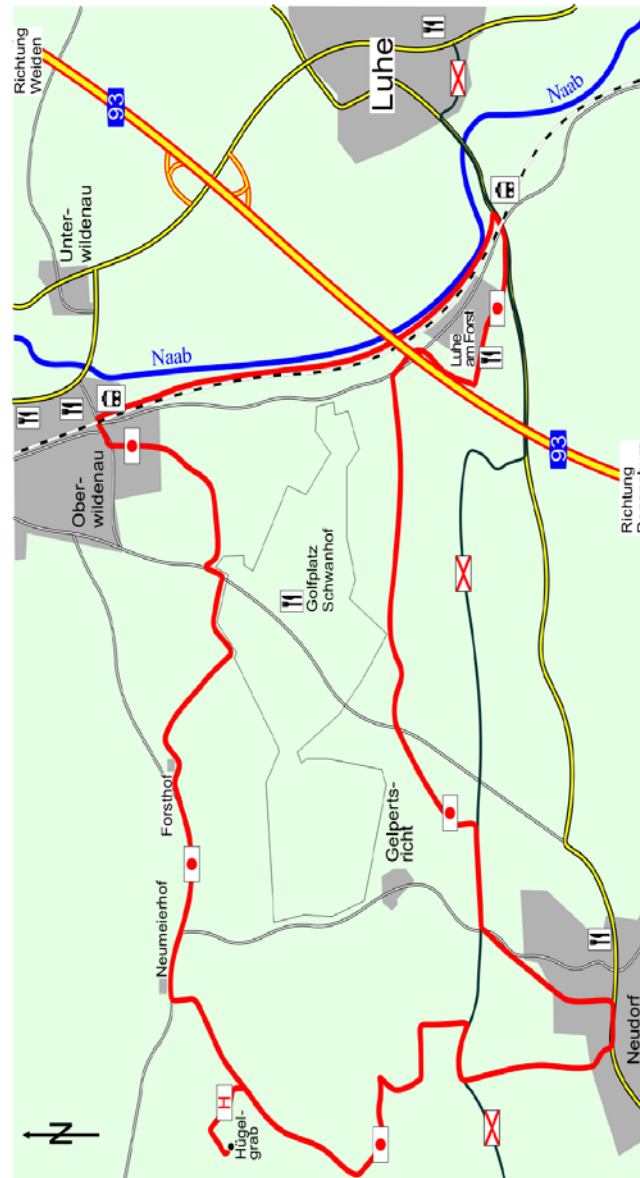 N
Richtung
Weiden
93
Unter-
wildenau
Ober-
wildenau
Naab
Forsthof
Neumeierhof
H
Hügel-
grab
Golfplatz
Schwanhof
Gelperts-
richt
Luhe
Naab
Luhe
am Forst
93
Richtung
Neudorf